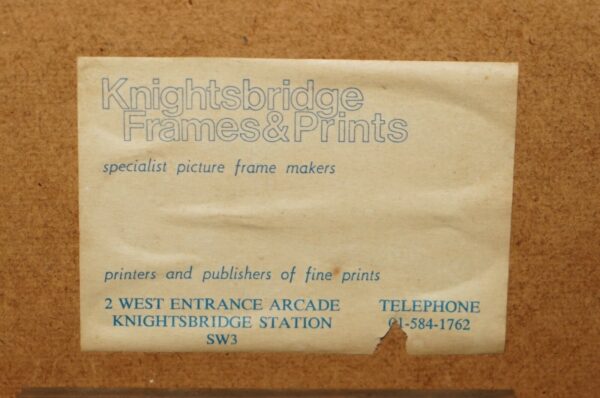 Knightsbridge
Frames&Prints
specialist picture frame makers
printers and publishers of fine prints
2 WEST ENTRANCE ARCADE
KNIGHTSBRIDGE STATION
SW3
TELEPHONE
01-584-1762